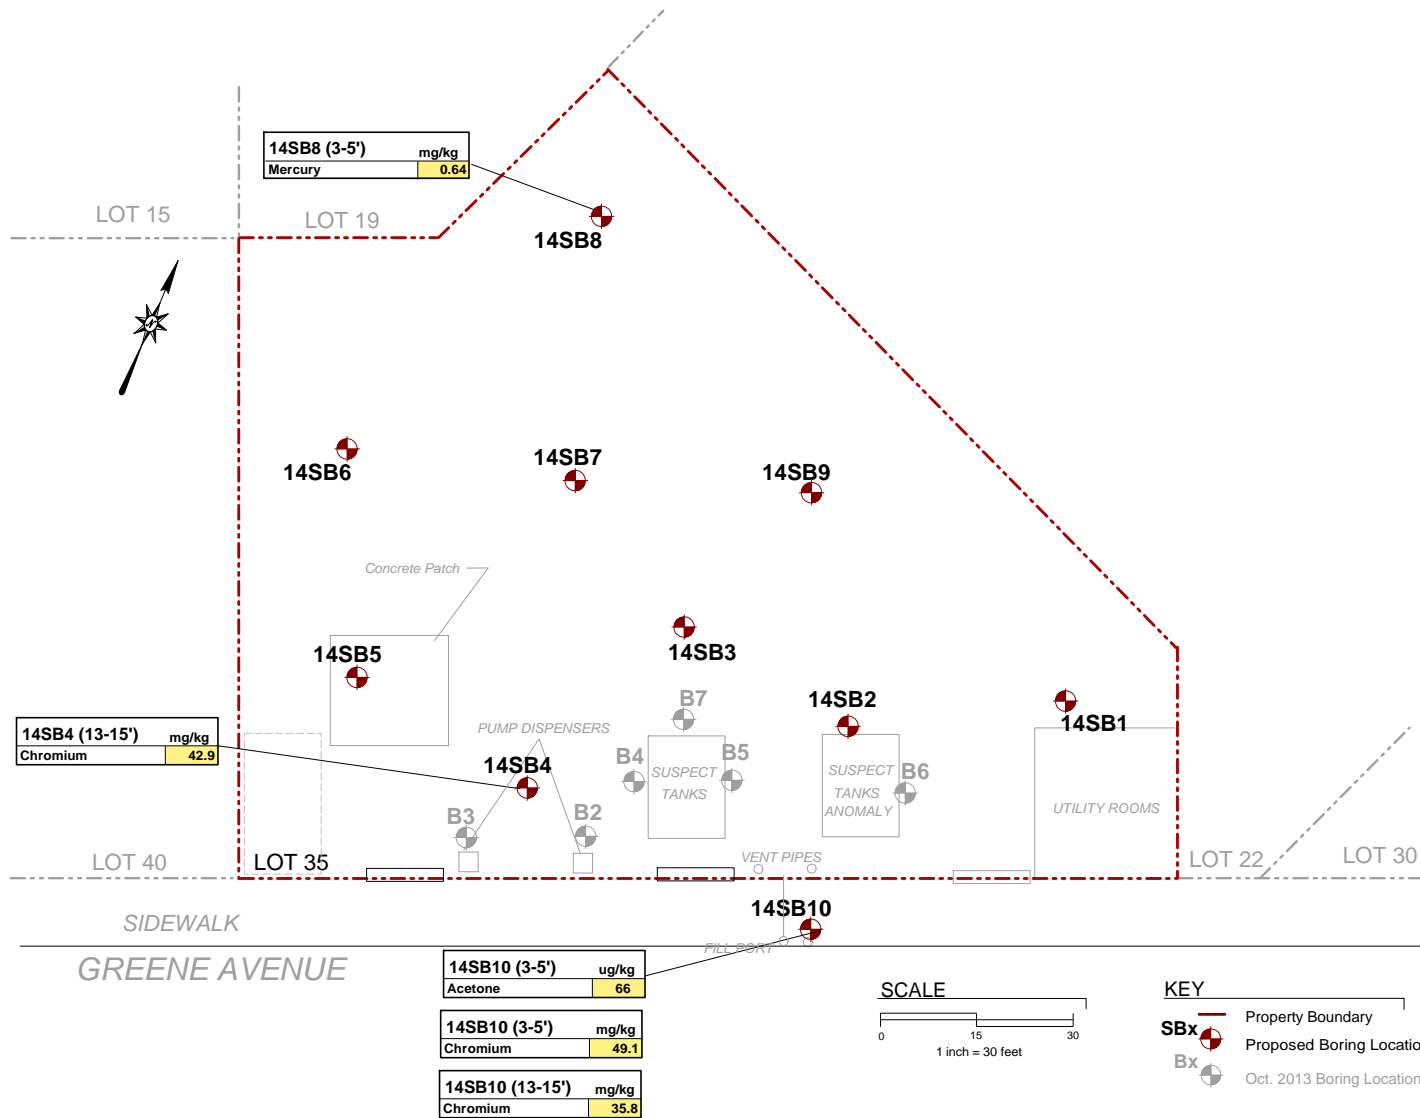 14SB8 (3-5') mg/kg
Mercury 0.64
LOT 15
LOT 19
14SB8
N
14SB6
14SB7
14SB9
Concrete Patch
14SB5
14SB3
14SB2
14SB1
B7
14SB4 (13-15') mg/kg
Chromium 42.9
PUMP DISPENSERS
14SB4
B4
SUSPECT
TANKS
B5
SUSPECT
TANKS
ANOMALY
B6
UTILITY ROOMS
B3
B2
VENT PIPES
LOT 40
LOT 35
LOT 22
LOT 30
14SB10
SIDEWALK
FILL PORT
GREENE AVENUE
14SB10 (3-5') ug/kg
Acetone 66
14SB10 (3-5') mg/kg
Chromium 49.1
14SB10 (13-15') mg/kg
Chromium 35.8
SCALE
0 15 30
1 inch = 30 feet
KEY
Property Boundary
SBx Proposed Boring Locatio
Bx Oct. 2013 Boring Location